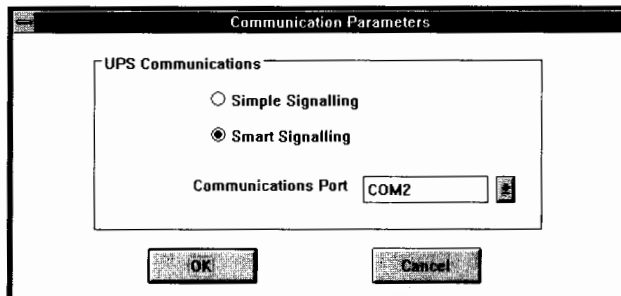 Communication Parameters
UPS Communications
Simple Signalling
Smart Signalling
Communications Port COM2
OK Cancel